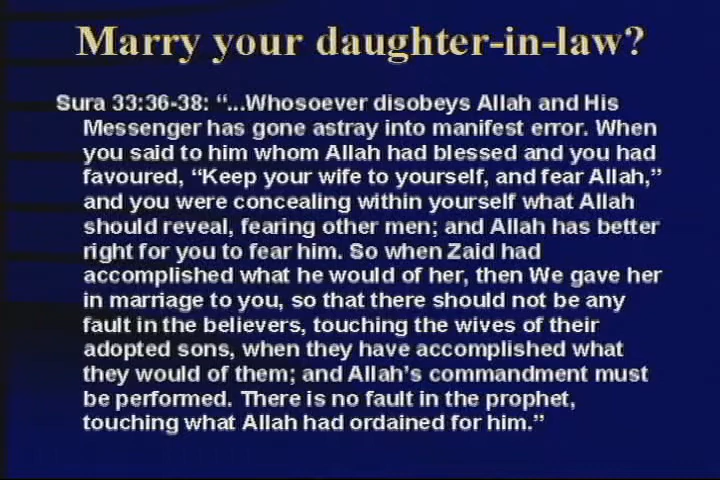 Marry your daughter-in-law?
Sura 33:36-38: “...Whosoever disobeys Allah and His
Messenger has gone astray into manifest error. When
you said to him whom Allah had blessed and you had
favoured, “Keep your wife to yourself, and fear Allah,”
and you were concealing within yourself what Allah
should reveal, fearing other men; and Allah has better
right for you to fear him. So when Zaid had
accomplished what he would of her, then We gave her
in marriage to you, so that there should not be any
fault in the believers, touching the wives of their
adopted sons, when they have accomplished what
they would of them; and Allah’s commandment must
be performed. There is no fault in the prophet,
touching what Allah had ordained for him.”